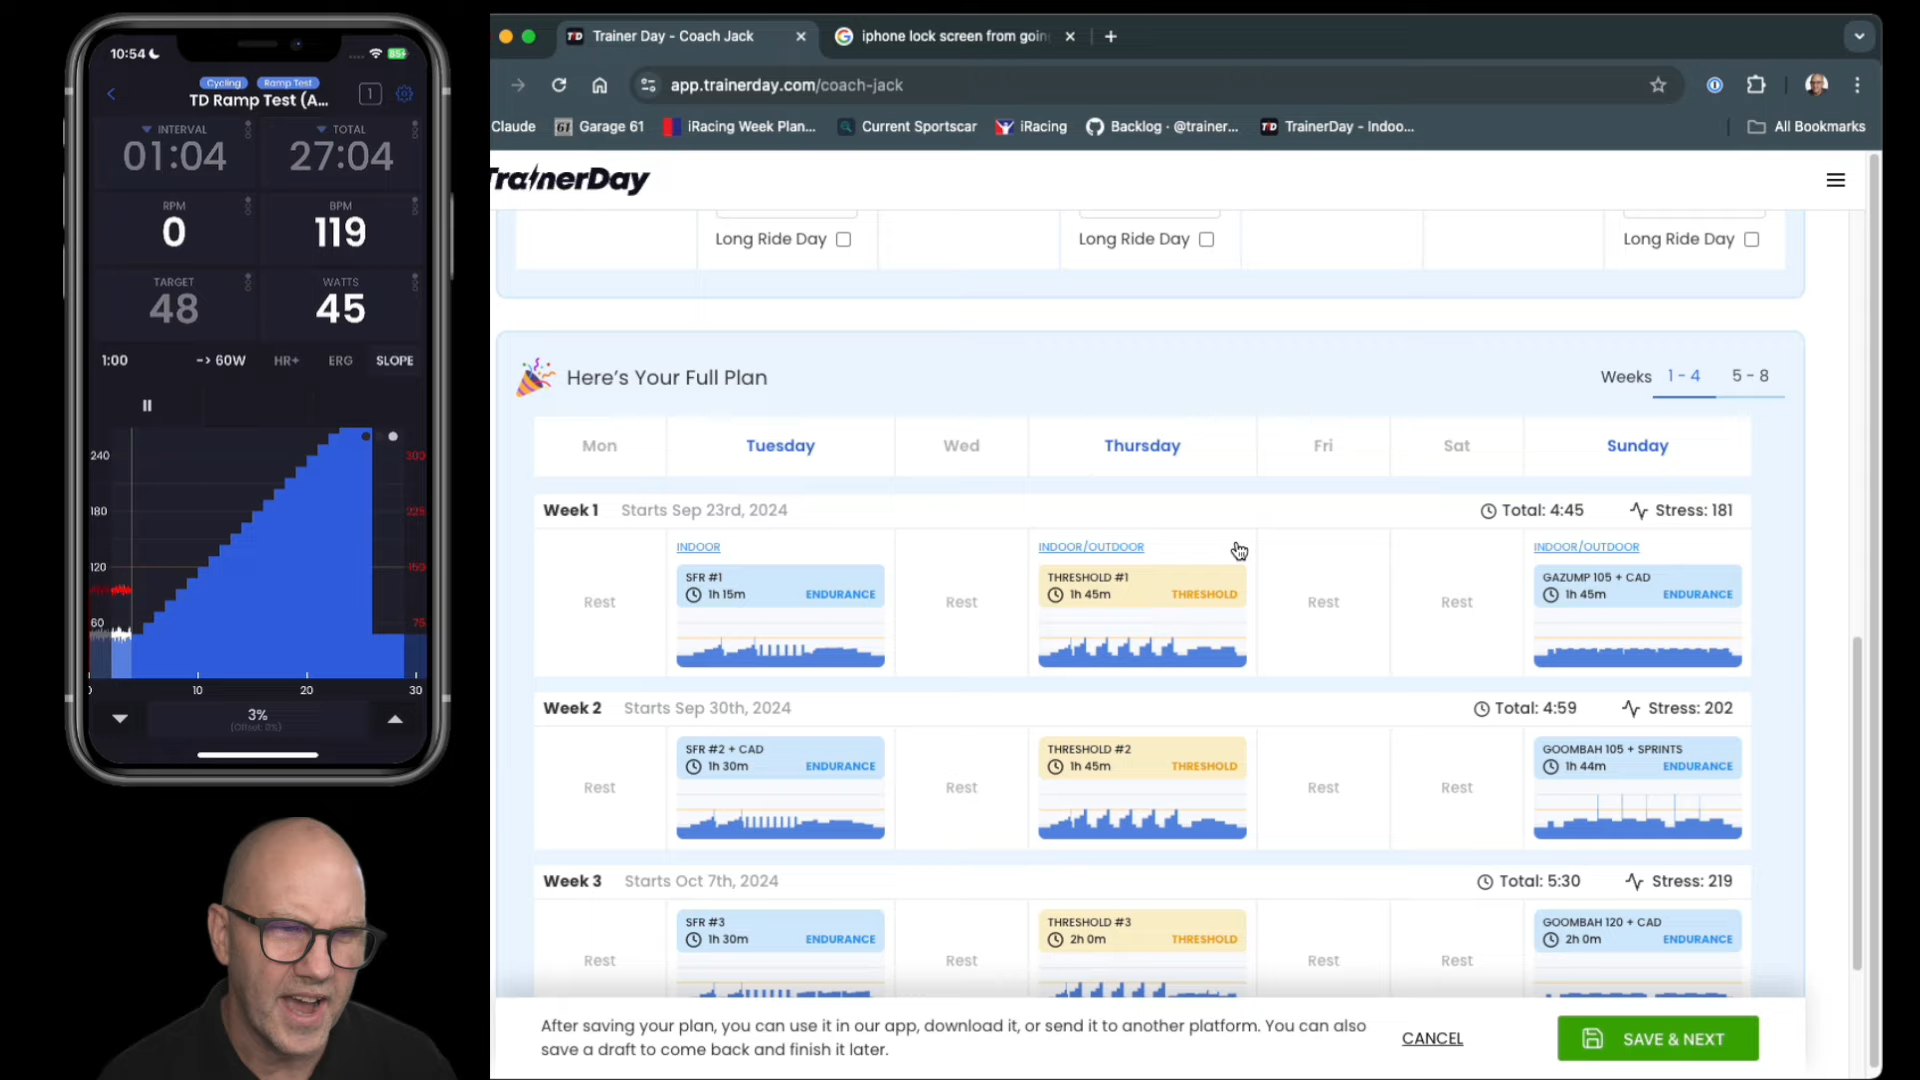 10:54
85+
Cycling Ramp Test
TD Ramp Test (A...
1
INTERVAL
01:04
TOTAL
27:04
RPM
0
BPM
119
TARGET
48
WATTS
45
1:00 -> 60W HR+ ERG SLOPE
240 300
180 225
120 150
60 75
10 20 30
3%
(Offset: 0%)
TD Trainer Day - Coach Jack
iphone lock screen from goin
app.trainerday.com/coach-jack
Claude 61 Garage 61 iRacing Week Plan... Current Sportscar iRacing Backlog · @trainer... TD TrainerDay - Indoo... All Bookmarks
TrainerDay
Long Ride Day Long Ride Day Long Ride Day
Here's Your Full Plan
Weeks 1 - 4 5 - 8
Mon Tuesday Wed Thursday Fri Sat Sunday
Week 1 Starts Sep 23rd, 2024 Total: 4:45 Stress: 181
INDOOR INDOOR/OUTDOOR INDOOR/OUTDOOR
SFR #1 THRESHOLD #1 GAZUMP 105 + CAD
1h 15m ENDURANCE 1h 45m THRESHOLD 1h 45m ENDURANCE
Rest Rest Rest Rest
Week 2 Starts Sep 30th, 2024 Total: 4:59 Stress: 202
SFR #2 + CAD THRESHOLD #2 GOOMBAH 105 + SPRINTS
1h 30m ENDURANCE 1h 45m THRESHOLD 1h 44m ENDURANCE
Rest Rest Rest Rest
Week 3 Starts Oct 7th, 2024 Total: 5:30 Stress: 219
SFR #3 THRESHOLD #3 GOOMBAH 120 + CAD
1h 30m ENDURANCE 2h 0m THRESHOLD 2h 0m ENDURANCE
Rest Rest Rest Rest
After saving your plan, you can use it in our app, download it, or send it to another platform. You can also
save a draft to come back and finish it later.
CANCEL
SAVE & NEXT